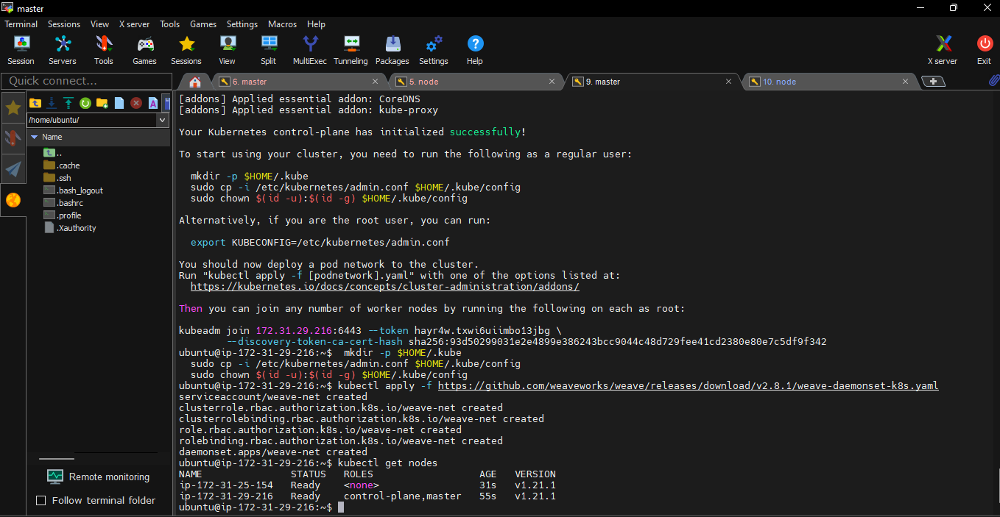 master
Terminal Sessions View X server Tools Games Settings Macros Help
Session Servers Tools Games Sessions View Split MultiExec Tunneling Packages Settings Help X server Exit
Quick connect...
6. master
5. node
9. master
10. node
/home/ubuntu/
Name
..
.cache
.ssh
.bash_logout
.bashrc
.profile
.Xauthority
Remote monitoring
Follow terminal folder
[addons] Applied essential addon: CoreDNS
[addons] Applied essential addon: kube-proxy
Your Kubernetes control-plane has initialized successfully!
To start using your cluster, you need to run the following as a regular user:
mkdir -p $HOME/.kube
sudo cp -i /etc/kubernetes/admin.conf $HOME/.kube/config
sudo chown $(id -u):$(id -g) $HOME/.kube/config
Alternatively, if you are the root user, you can run:
export KUBECONFIG=/etc/kubernetes/admin.conf
You should now deploy a pod network to the cluster.
Run "kubectl apply -f [podnetwork].yaml" with one of the options listed at:
https://kubernetes.io/docs/concepts/cluster-administration/addons/
Then you can join any number of worker nodes by running the following on each as root:
kubeadm join 172.31.29.216:6443 --token hayr4w.txwi6uiimbo13jbg \
--discovery-token-ca-cert-hash sha256:93d50299031e2e4899e386243bcc9044c48d729fee41cd2380e80e7c5df9f342
ubuntu@ip-172-31-29-216:~$  mkdir -p $HOME/.kube
sudo cp -i /etc/kubernetes/admin.conf $HOME/.kube/config
sudo chown $(id -u):$(id -g) $HOME/.kube/config
ubuntu@ip-172-31-29-216:~$ kubectl apply -f https://github.com/weaveworks/weave/releases/download/v2.8.1/weave-daemonset-k8s.yaml
serviceaccount/weave-net created
clusterrole.rbac.authorization.k8s.io/weave-net created
clusterrolebinding.rbac.authorization.k8s.io/weave-net created
role.rbac.authorization.k8s.io/weave-net created
rolebinding.rbac.authorization.k8s.io/weave-net created
daemonset.apps/weave-net created
ubuntu@ip-172-31-29-216:~$ kubectl get nodes
NAME STATUS ROLES AGE VERSION
ip-172-31-25-154 Ready <none> 31s v1.21.1
ip-172-31-29-216 Ready control-plane,master 55s v1.21.1
ubuntu@ip-172-31-29-216:~$